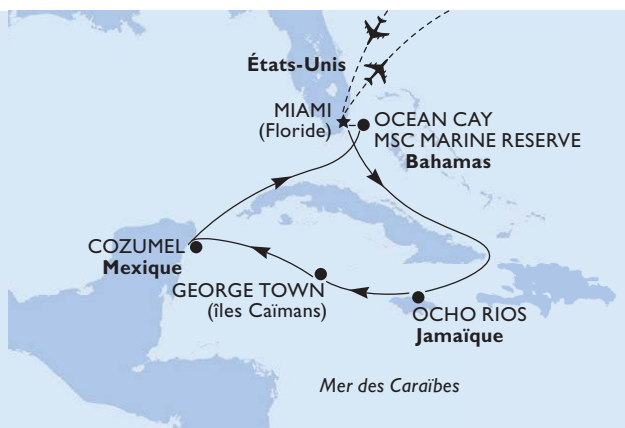 États-Unis
MIAMI
(Floride)
OCEAN CAY
MSC MARINE RESERVE
Bahamas
COZUMEL
Mexique
GEORGE TOWN
(îles Caïmans)
OCHO RIOS
Jamaïque
Mer des Caraïbes